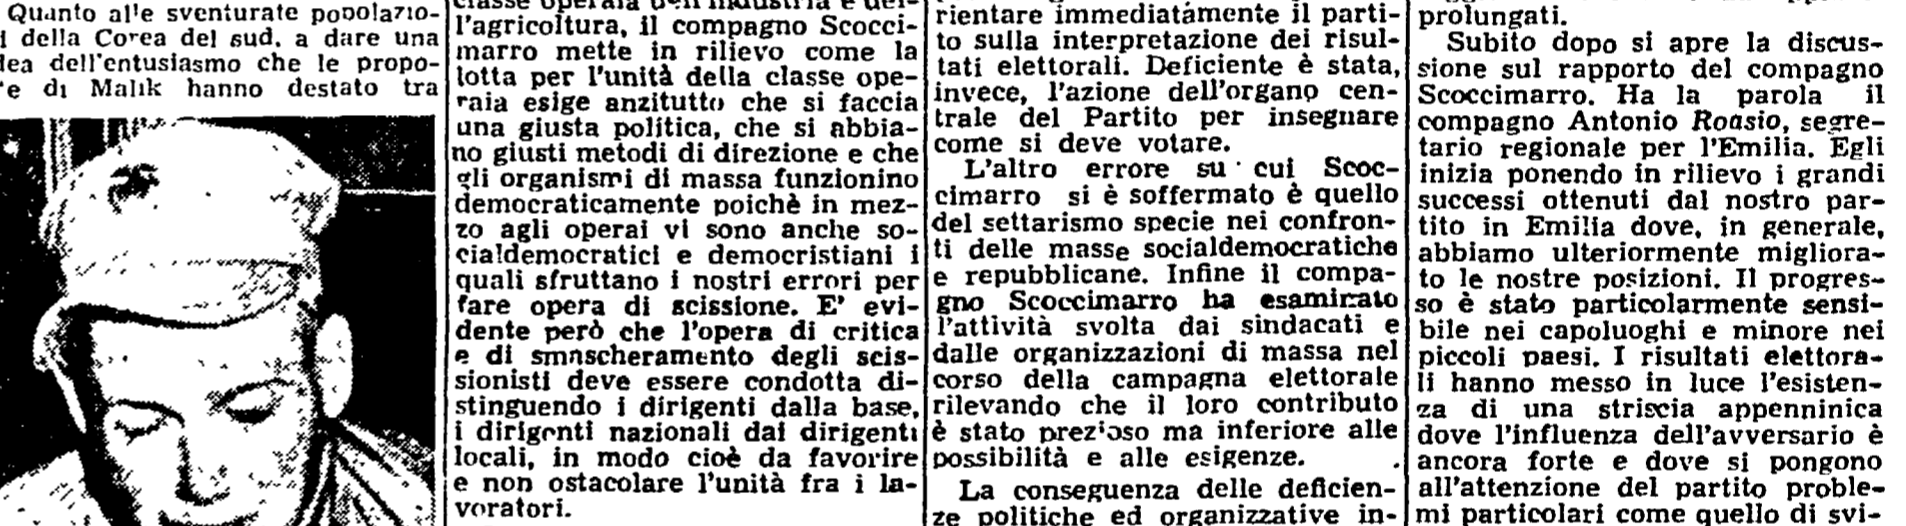 Quanto alle sventurate popolazio-
i della Corea del sud, a dare una
dea dell'entusiasmo che le propo-
e di Malik hanno destato tra
classe operaia dell'industria e del-
l'agricoltura, il compagno Scocci-
marro mette in rilievo come la
lotta per l'unità della classe ope-
raia esige anzitutto che si faccia
una giusta politica, che si abbia-
no giusti metodi di direzione e che
gli organismi di massa funzionino
democraticamente poichè in mez-
zo agli operai vi sono anche so-
cialdemocratici e democristiani i
quali sfruttano i nostri errori per
fare opera di scissione. E' evi-
dente però che l'opera di critica
e di smascheramento degli scis-
sionisti deve essere condotta di-
stinguendo i dirigenti dalla base,
i dirigenti nazionali dai dirigenti
locali, in modo cioè da favorire
e non ostacolare l'unità fra i la-
voratori.
rientare immediatamente il parti-
to sulla interpretazione dei risul-
tati elettorali. Deficiente è stata,
invece, l'azione dell'organo cen-
trale del Partito per insegnare
come si deve votare.
L'altro errore su cui Scoc-
cimarro si è soffermato è quello
del settarismo specie nei confron-
ti delle masse socialdemocratiche
e repubblicane. Infine il compa-
gno Scoccimarro ha esaminato
l'attività svolta dai sindacati e
dalle organizzazioni di massa nel
corso della campagna elettorale
rilevando che il loro contributo
è stato prezioso ma inferiore alle
possibilità e alle esigenze.
La conseguenza delle deficien-
ze politiche ed organizzative in-
prolungati.
Subito dopo si apre la discus-
sione sul rapporto del compagno
Scoccimarro. Ha la parola il
compagno Antonio Roasio, segre-
tario regionale per l'Emilia. Egli
inizia ponendo in rilievo i grandi
successi ottenuti dal nostro par-
tito in Emilia dove, in generale,
abbiamo ulteriormente migliora-
to le nostre posizioni. Il progres-
so è stato particolarmente sensi-
bile nei capoluoghi e minore nei
piccoli paesi. I risultati elettora-
li hanno messo in luce l'esisten-
za di una striscia appenninica
dove l'influenza dell'avversario è
ancora forte e dove si pongono
all'attenzione del partito proble-
mi particolari come quello di svi-